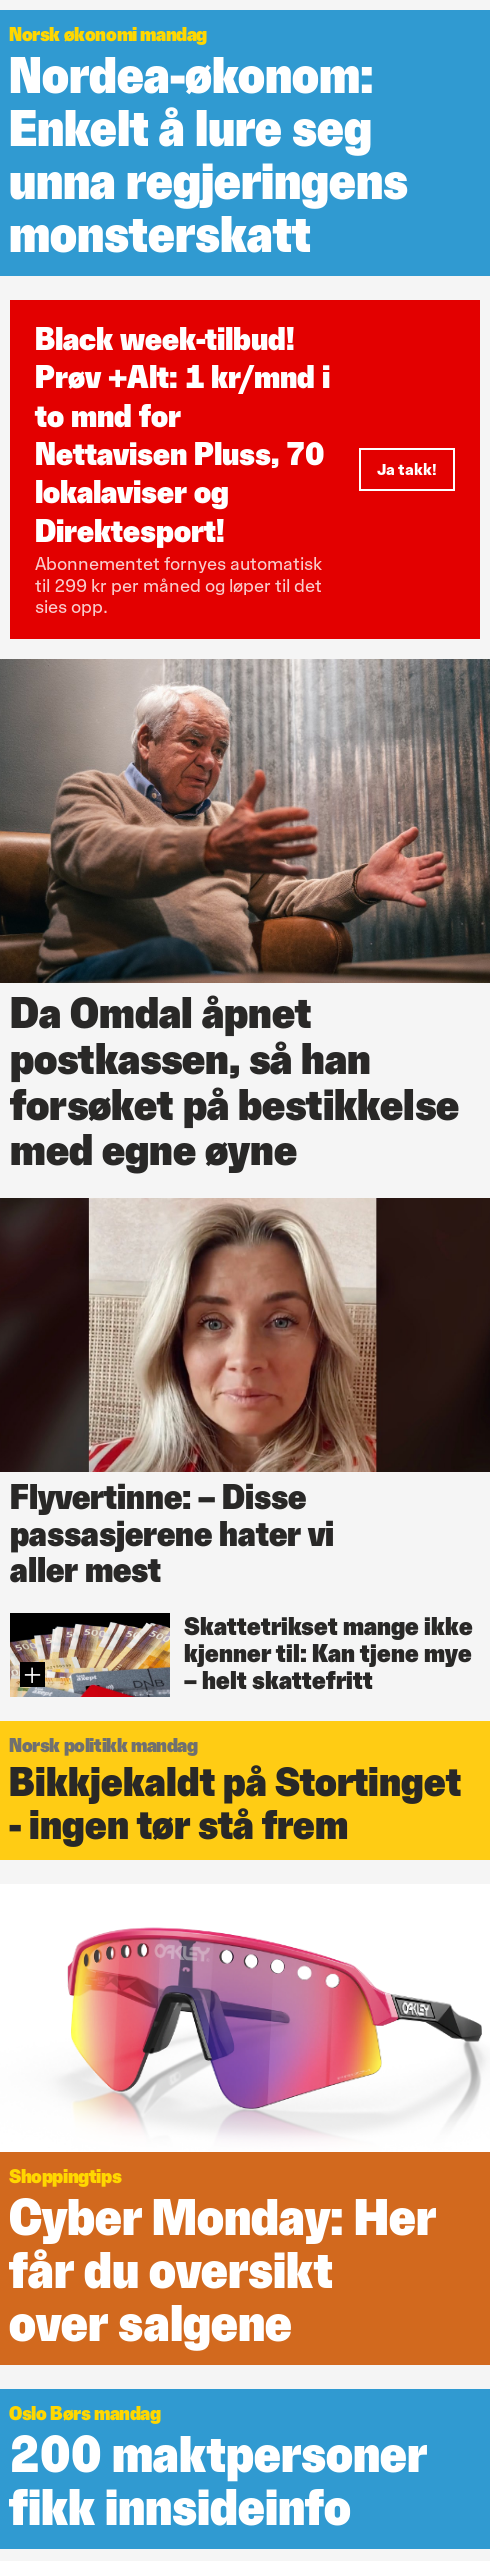 Norsk økonomi mandag
Nordea-økonom:
Enkelt å lure seg
unna regjeringens
monsterskatt
Black week-tilbud!
Prøv +Alt: 1 kr/mnd i
to mnd for
Nettavisen Pluss, 70
lokalaviser og
Direktesport!
Abonnementet fornyes automatisk
til 299 kr per måned og løper til det
sies opp.
Ja takk!
Da Omdal åpnet
postkassen, så han
forsøket på bestikkelse
med egne øyne
Flyvertinne: – Disse
passasjerene hater vi
aller mest
500
500
500
DNB
Skattetrikset mange ikke
kjenner til: Kan tjene mye
– helt skattefritt
Norsk politikk mandag
Bikkjekaldt på Stortinget
- ingen tør stå frem
OAKLEY
OAKLEY
Shoppingtips
Cyber Monday: Her
får du oversikt
over salgene
Oslo Børs mandag
200 maktpersoner
fikk innsideinfo